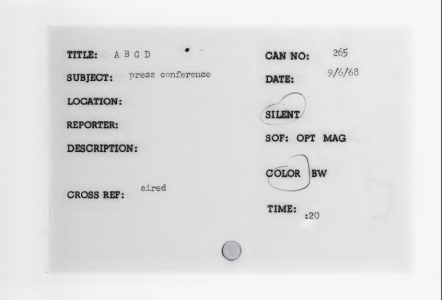 TITLE: A B C D
SUBJECT: press conference
LOCATION:
REPORTER:
DESCRIPTION:
CROSS REF: aired
CAN NO: 265
DATE: 9/6/68
SILENT
SOF: OPT MAG
COLOR BW
TIME: :20